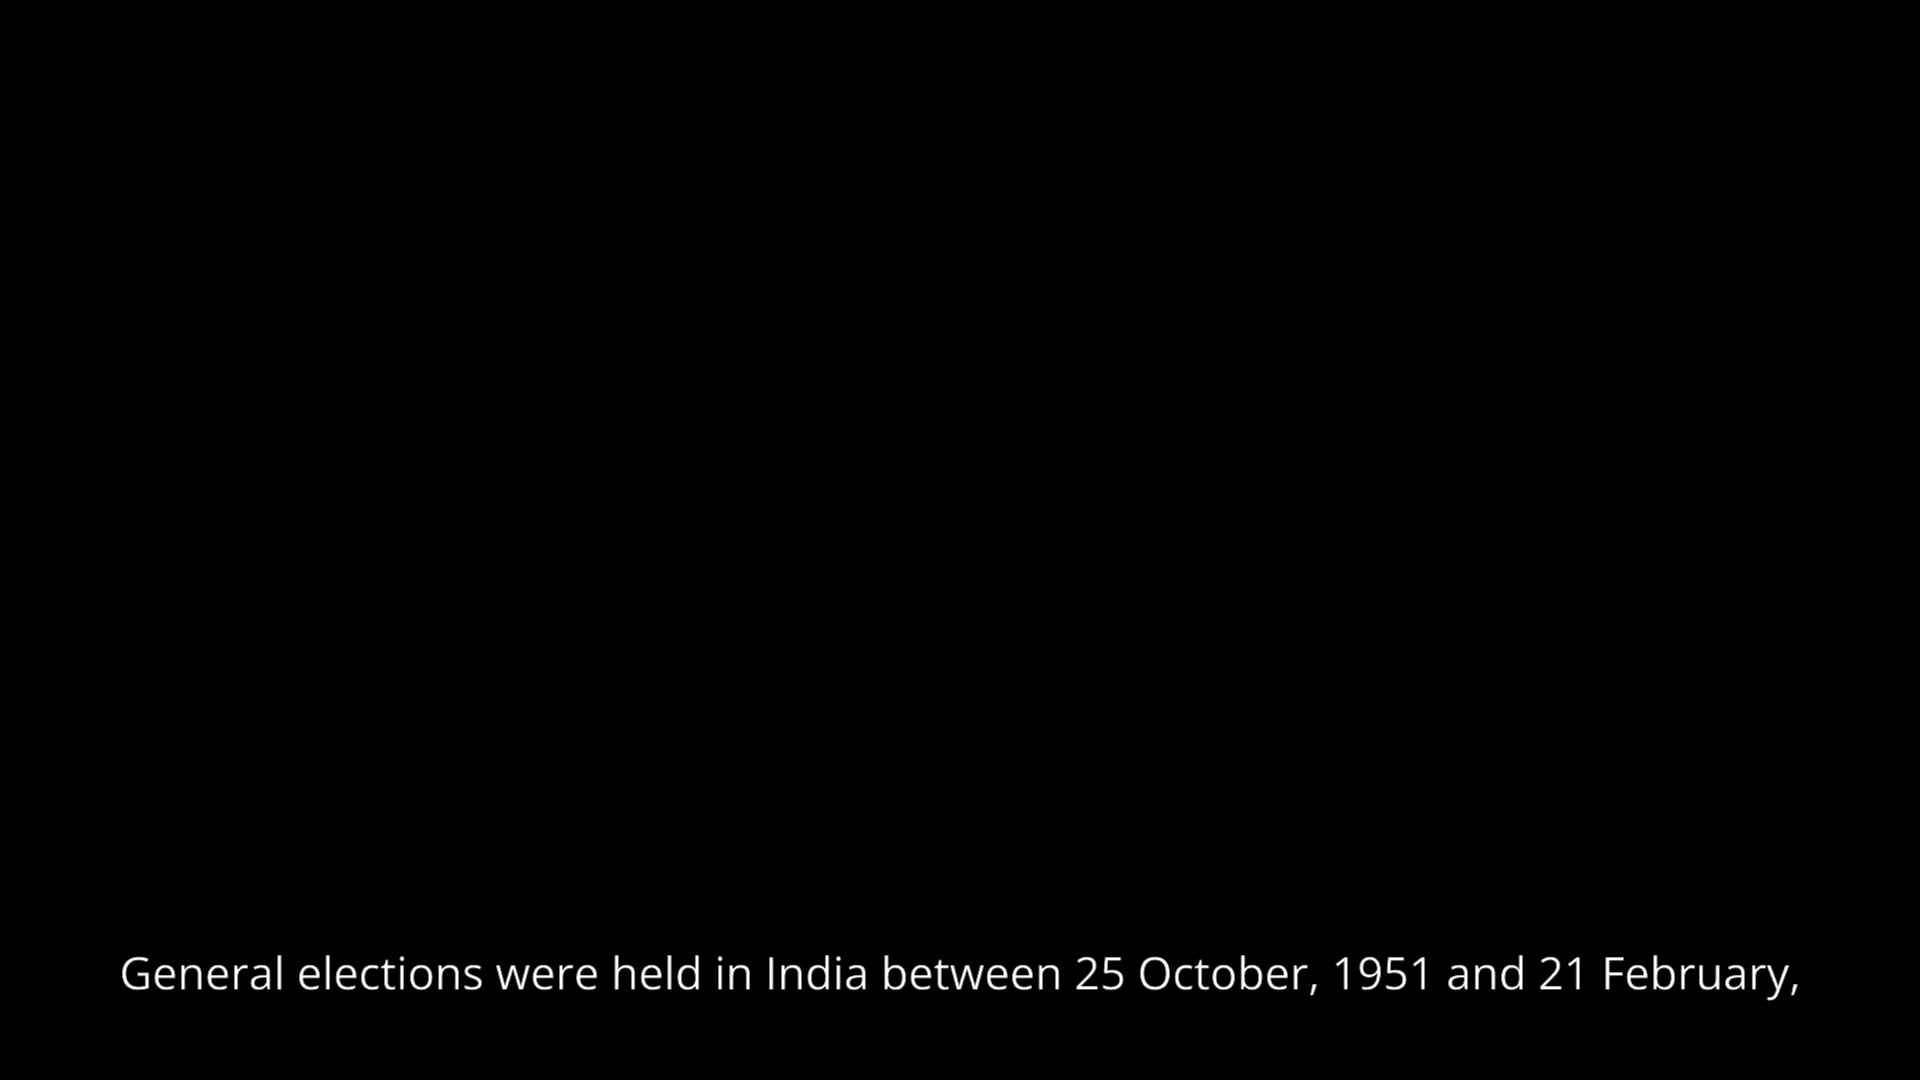 General elections were held in India between 25 October, 1951 and 21 February,